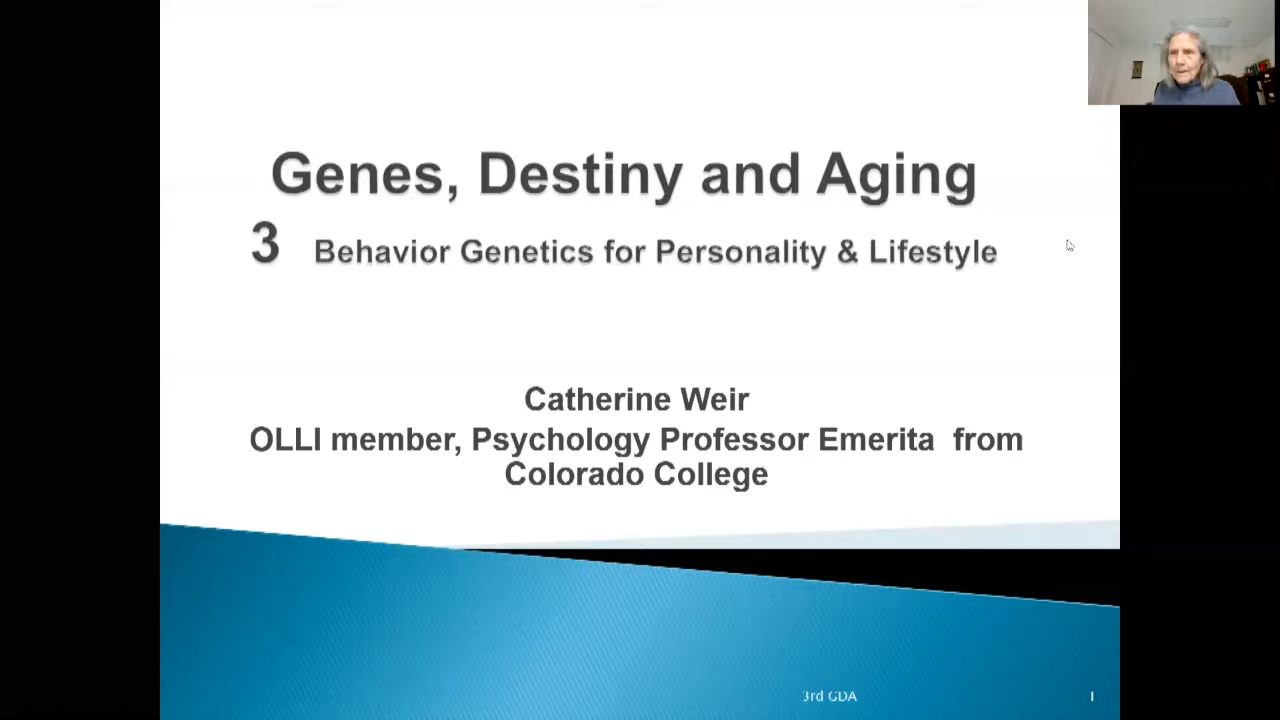 Genes, Destiny and Aging
3 Behavior Genetics for Personality & Lifestyle
Catherine Weir
OLLI member, Psychology Professor Emerita from
Colorado College
3rd GDA
1